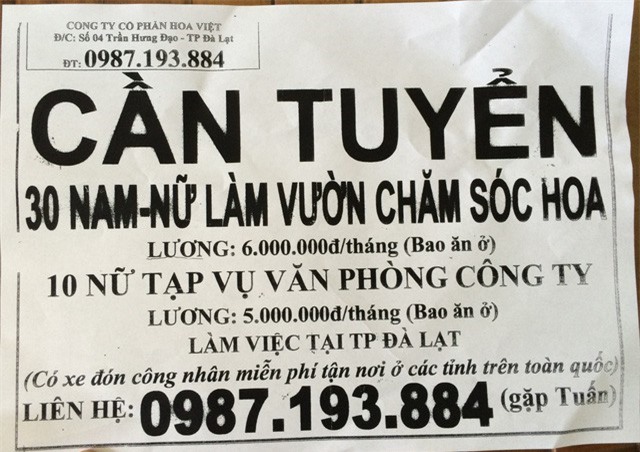 CONG TY CỔ PHẦN HOA VIỆT
Đ/C: Số 04 Trần Hưng Đạo - TP Đà Lạt
ĐT: 0987.193.884
CẦN TUYỂN
30 NAM-NỮ LÀM VƯỜN CHĂM SÓC HOA
LƯƠNG: 6.000.000đ/tháng (Bao ăn ở)
10 NỮ TẠP VỤ VĂN PHÒNG CÔNG TY
LƯƠNG: 5.000.000đ/tháng (Bao ăn ở)
LÀM VIỆC TẠI TP ĐÀ LẠT
(Có xe đón công nhân miễn phí tận nơi ở các tỉnh trên toàn quốc)
LIÊN HỆ: 0987.193.884 (gặp Tuấn)